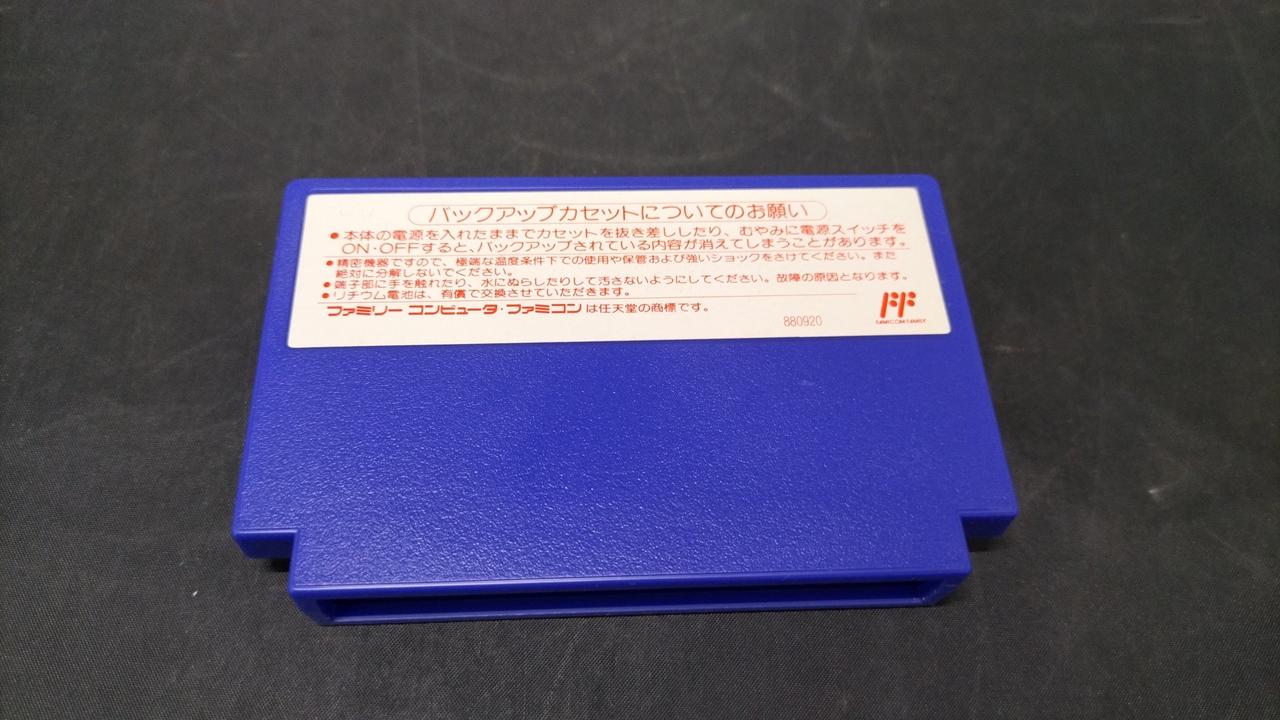 バックアップカセットについてのお願い
●本体の電源を入れたままでカセットを抜き差ししたり、むやみに電源スイッチを
ON・OFFすると、バックアップされている内容が消えてしまうことがあります。
●精密機器ですので、極端な温度条件下での使用や保管および強いショックをさけてください。また
絶対に分解しないでください。
●端子部に手を触れたり、水にぬらしたりして汚さないようにしてください。故障の原因となります。
●リチウム電池は、有償で交換させていただきます。
ファミリー コンピュータ・ファミコン は任天堂の商標です。
880920
FF
FAMICOM FAMILY